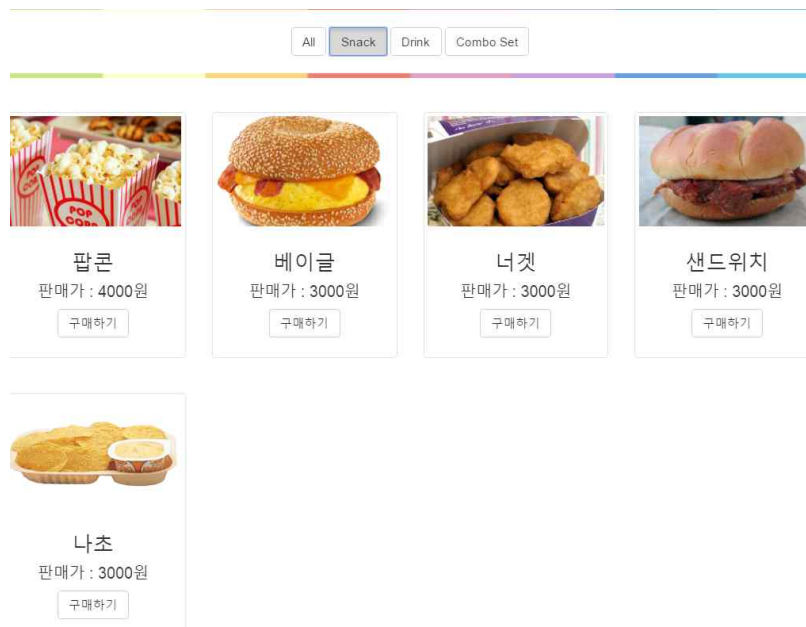 All Snack Drink Combo Set
POP CORN
POP CORN
팝콘 베이글 너겟 샌드위치
판매가 : 4000원 판매가 : 3000원 판매가 : 3000원 판매가 : 3000원
구매하기 구매하기 구매하기 구매하기
나초
판매가 : 3000원
구매하기